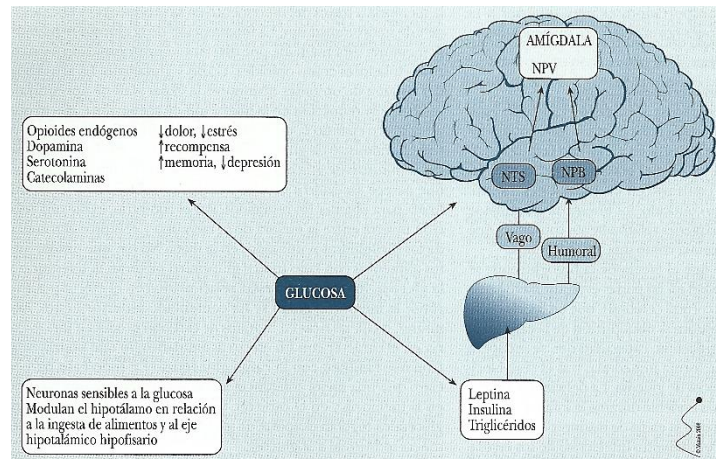 AMÍGDALA
NPV
Opioides endógenos ↓dolor, ↓estrés
Dopamina ↑recompensa
Serotonina ↑memoria, ↓depresión
Catecolaminas
NTS
NPB
Vago
Humoral
GLUCOSA
Neuronas sensibles a la glucosa
Modulan el hipotálamo en relación
a la ingesta de alimentos y al eje
hipotalámico hipofisario
Leptina
Insulina
Triglicéridos